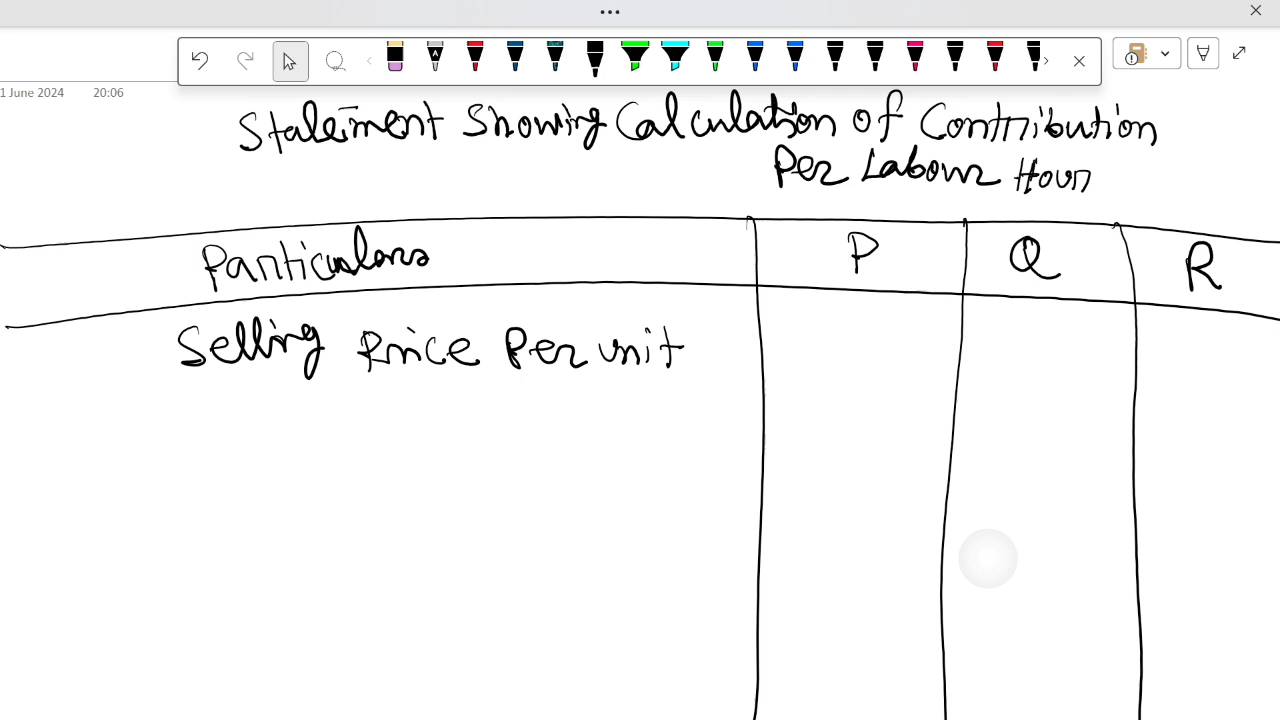 1 June 2024 20:06
Statement Showing Calculation of Contribution
Per Labour Hour
Particulars P Q R
Selling Price Per unit